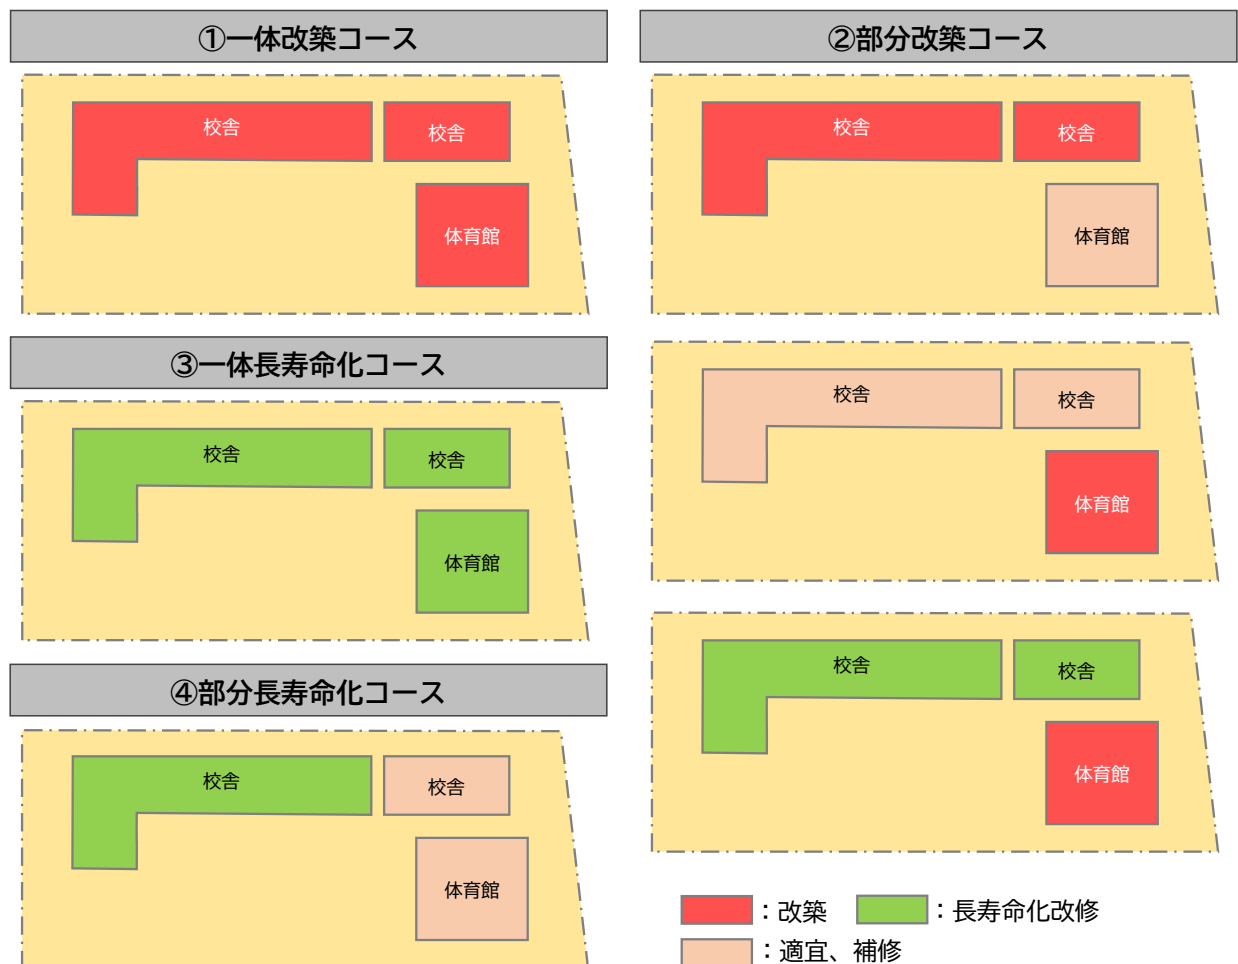 ①一体改築コース
校舎
校舎
体育館
②部分改築コース
校舎
校舎
体育館
校舎
校舎
体育館
校舎
校舎
体育館
③一体長寿命化コース
校舎
校舎
体育館
④部分長寿命化コース
校舎
校舎
体育館
：改築
：長寿命化改修
：適宜、補修